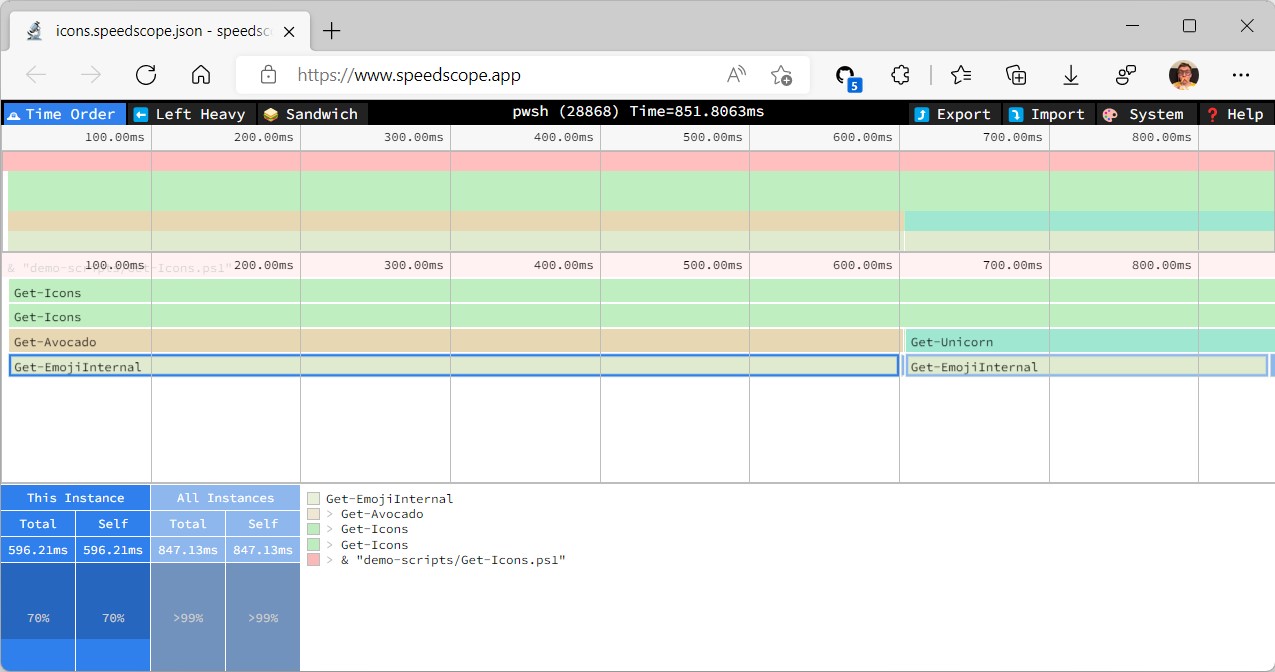 icons.speedscope.json - speedsc
https://www.speedscope.app
5
Time Order Left Heavy Sandwich pwsh (28868) Time=851.8063ms Export Import System Help
100.00ms 200.00ms 300.00ms 400.00ms 500.00ms 600.00ms 700.00ms 800.00ms
& "demo-scripts/Get-Icons.ps1"
100.00ms 200.00ms 300.00ms 400.00ms 500.00ms 600.00ms 700.00ms 800.00ms
Get-Icons
Get-Icons
Get-Avocado Get-Unicorn
Get-EmojiInternal Get-EmojiInternal
This Instance All Instances
Total Self Total Self
596.21ms 596.21ms 847.13ms 847.13ms
70% 70% >99% >99%
Get-EmojiInternal
> Get-Avocado
> Get-Icons
> Get-Icons
> & "demo-scripts/Get-Icons.ps1"